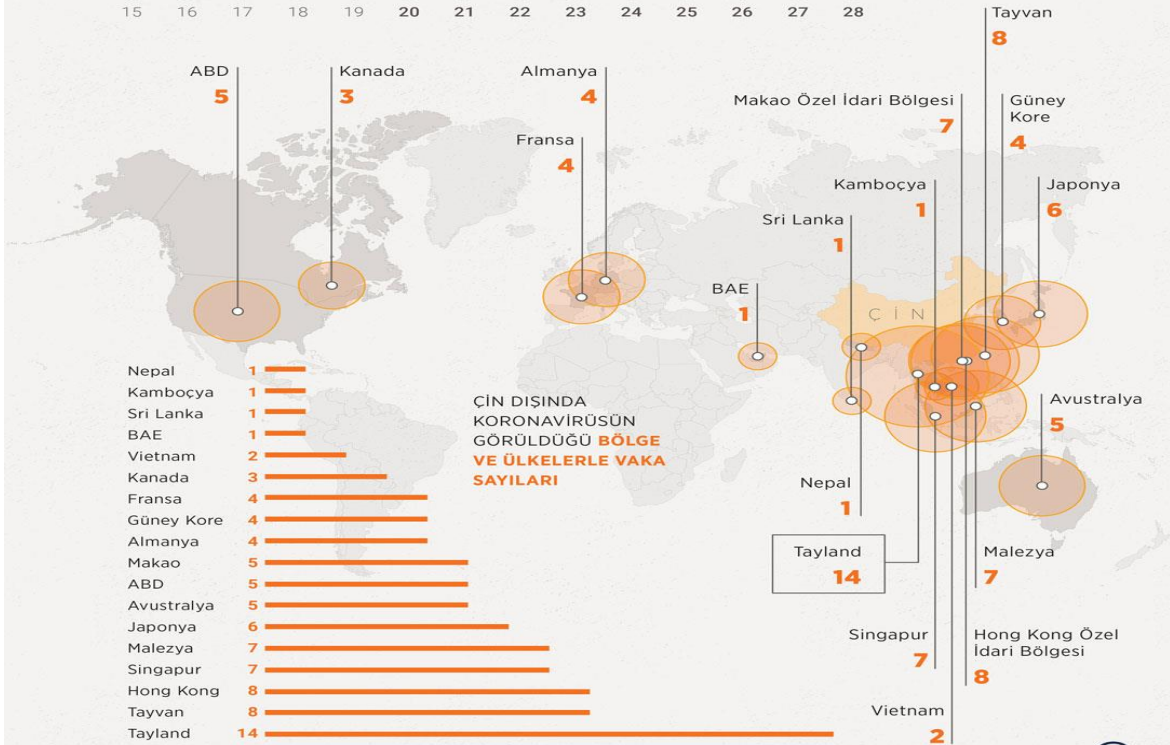 15 16 17 18 19 20 21 22 23 24 25 26 27 28
Tayvan
8
ABD
5
Kanada
3
Almanya
4
Makao Özel İdari Bölgesi
7
Güney
Kore
4
Fransa
4
Kamboçya
1
Japonya
6
Sri Lanka
1
BAE
1
ÇİN
Nepal 1
Kamboçya 1
Sri Lanka 1
BAE 1
Vietnam 2
Kanada 3
Fransa 4
Güney Kore 4
Almanya 4
Makao 5
ABD 5
Avustralya 5
Japonya 6
Malezya 7
Singapur 7
Hong Kong 8
Tayvan 8
Tayland 14
ÇİN DIŞINDA
KORONAVİRÜSÜN
GÖRÜLDÜĞÜ BÖLGE
VE ÜLKELERLE VAKA
SAYILARI
Avustralya
5
Nepal
1
Tayland
14
Malezya
7
Singapur
7
Hong Kong Özel
İdari Bölgesi
8
Vietnam
2